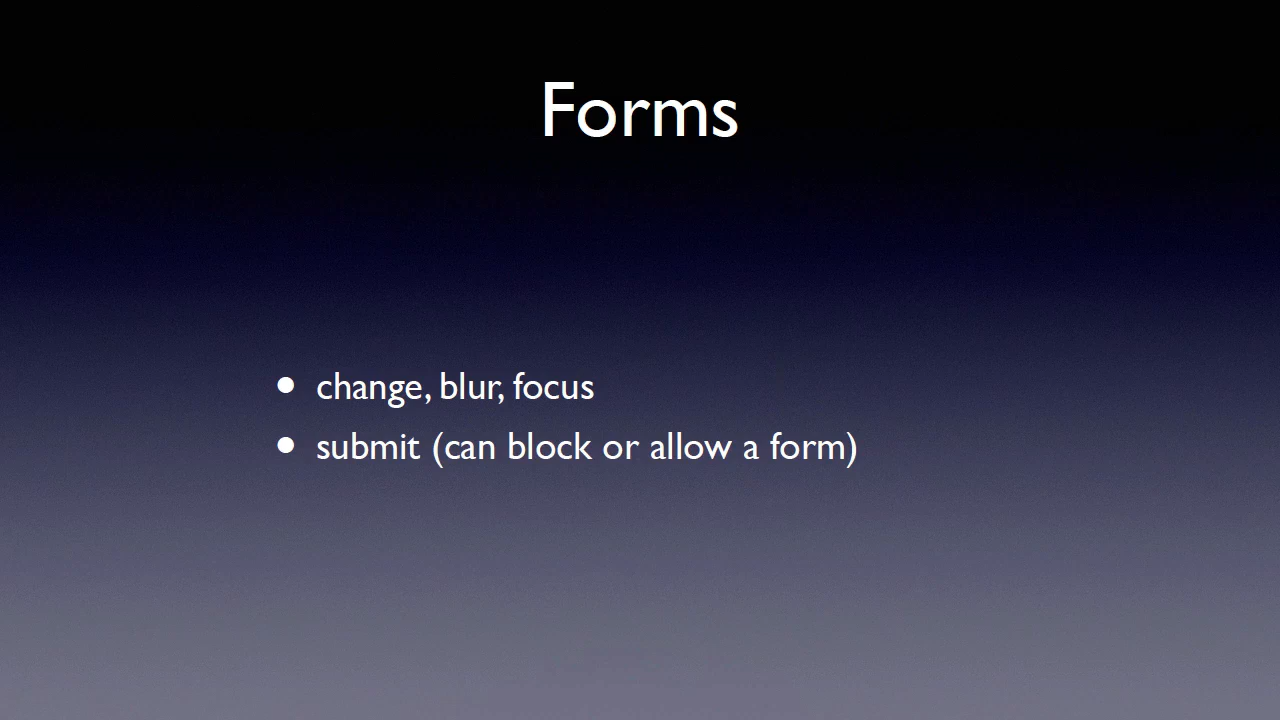 Forms
• change, blur, focus
• submit (can block or allow a form)